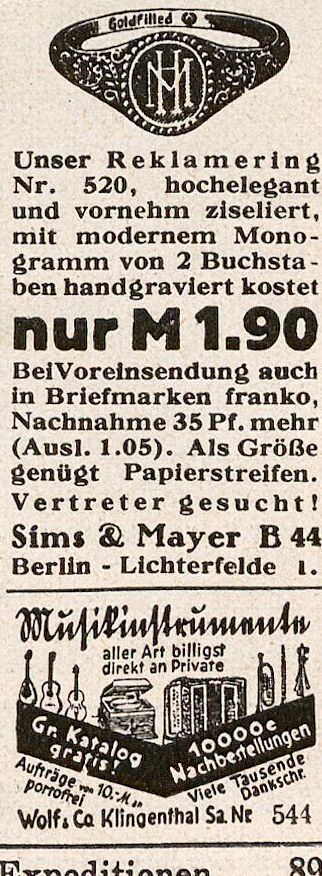 Goldfilled
HM
Unser Reklamering
Nr. 520, hochelegant
und vornehm ziseliert,
mit modernem Mono-
gramm von 2 Buchsta-
ben handgraviert kostet
nur M 1.90
Bei Voreinsendung auch
in Briefmarken franko,
Nachnahme 35 Pf. mehr
(Ausl. 1.05). Als Größe
genügt Papierstreifen.
Vertreter gesucht!
Sims & Mayer B 44
Berlin - Lichterfelde 1.
Musikinstrumente
aller Art billigst
direkt an Private
Gr. Katalog
gratis!
10000e
Nachbestellungen
Aufträge von 10.-M an
portofrei
Viele Tausende
Dankschr.
Wolf & Co. Klingenthal Sa. Nr 544
Expeditionen 89